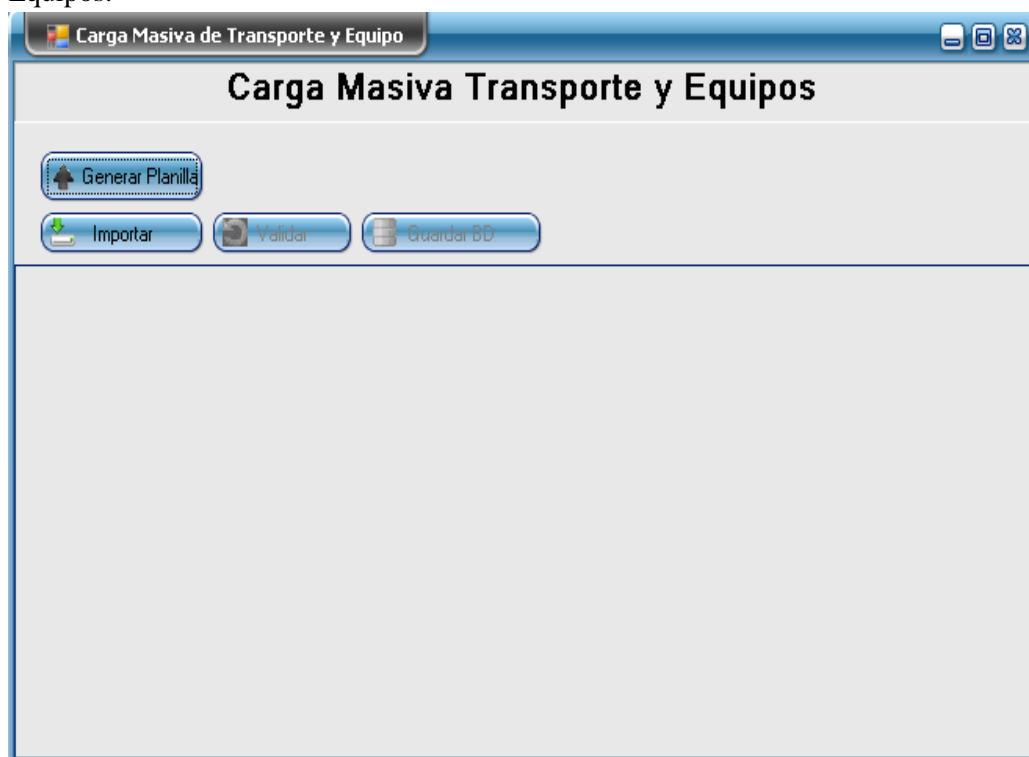 Equipos.
Carga Masiva de Transporte y Equipo
Carga Masiva Transporte y Equipos
Generar Planilla
Importar Validar Guardar BD